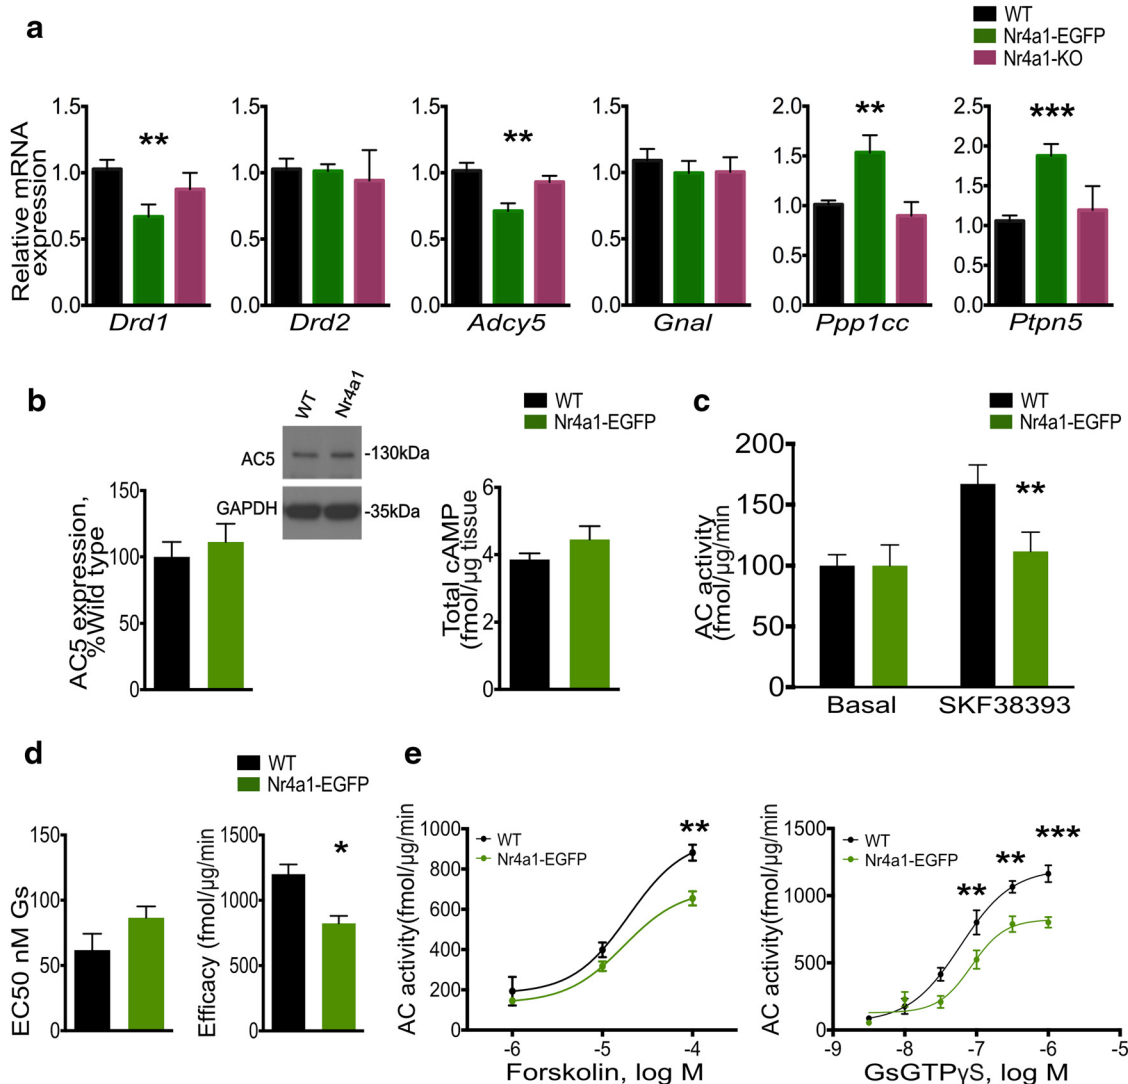 a
WT
Nr4a1-EGFP
Nr4a1-KO
Relative mRNA
expression
1.5
1.0
0.5
0.0
**
Drd1
1.5
1.0
0.5
0.0
Drd2
1.5
1.0
0.5
0.0
**
Adcy5
1.5
1.0
0.5
0.0
Gnal
2.0
1.5
1.0
0.5
0.0
**
Ppp1cc
2.5
2.0
1.5
1.0
0.5
0.0
***
Ptpn5
b
WT
Nr4a1
AC5
-130kDa
GAPDH
-35kDa
AC5 expression,
%Wild type
150
100
50
0
WT
Nr4a1-EGFP
Total cAMP
(fmol/µg tissue
6
4
2
0
c
WT
Nr4a1-EGFP
AC activity
(fmol/µg/min
200
150
100
50
0
**
Basal
SKF38393
d
WT
Nr4a1-EGFP
EC50 nM Gs
150
100
50
0
Efficacy (fmol/µg/min
1500
1000
500
0
*
e
AC activity(fmol/µg/min
1000
800
600
400
200
0
WT
Nr4a1-EGFP
**
-6
-5
-4
Forskolin, log M
AC activity(fmol/µg/min
1500
1000
500
0
WT
Nr4a1-EGFP
**
**
***
-9
-8
-7
-6
-5
GsGTPγS, log M